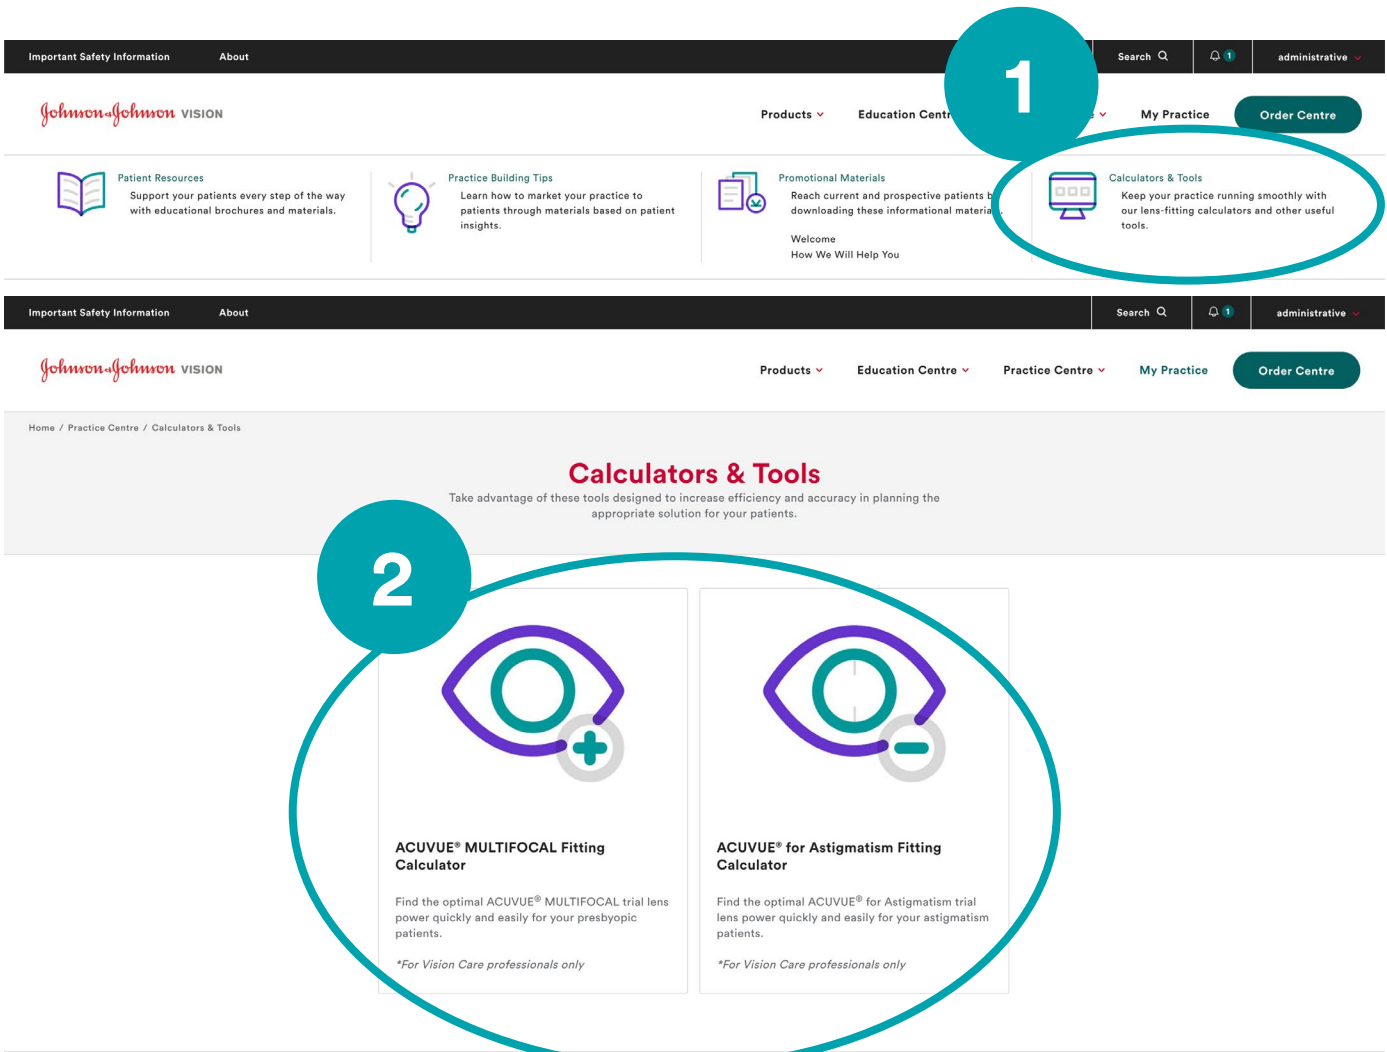 Important Safety Information About Search 1 administrative
1
Johnson & Johnson VISION Products Education Cent My Practice Order Centre
Patient Resources
Support your patients every step of the way
with educational brochures and materials.
Practice Building Tips
Learn how to market your practice to
patients through materials based on patient
insights.
Promotional Materials
Reach current and prospective patients b
downloading these informational material
Welcome
How We Will Help You
Calculators & Tools
Keep your practice running smoothly with
our lens-fitting calculators and other useful
tools.
Important Safety Information About Search 1 administrative
Johnson & Johnson VISION Products Education Centre Practice Centre My Practice Order Centre
Home / Practice Centre / Calculators & Tools
Calculators & Tools
Take advantage of these tools designed to increase efficiency and accuracy in planning the
appropriate solution for your patients.
2
ACUVUE® MULTIFOCAL Fitting
Calculator
Find the optimal ACUVUE® MULTIFOCAL trial lens
power quickly and easily for your presbyopic
patients.
*For Vision Care professionals only
ACUVUE® for Astigmatism Fitting
Calculator
Find the optimal ACUVUE® for Astigmatism trial
lens power quickly and easily for your astigmatism
patients.
*For Vision Care professionals only